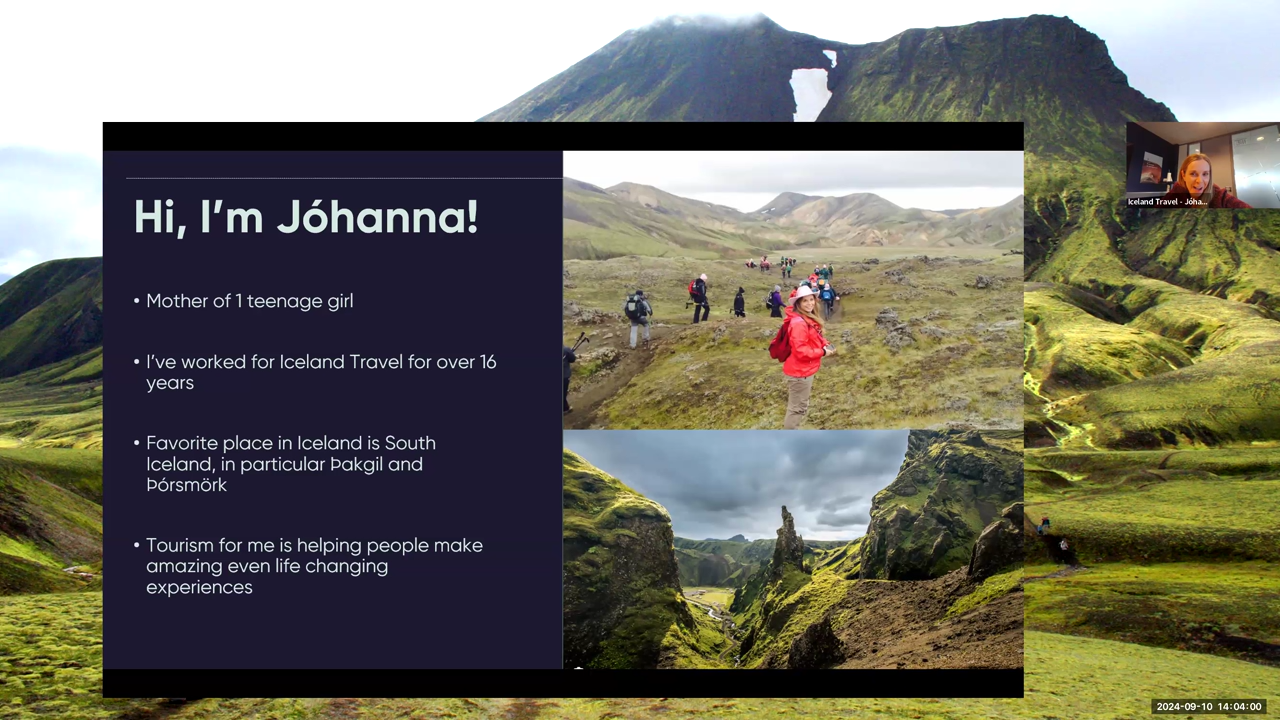 Hi, I'm Jóhanna!
• Mother of 1 teenage girl
• I've worked for Iceland Travel for over 16
years
• Favorite place in Iceland is South
Iceland, in particular Þakgil and
Þórsmörk
• Tourism for me is helping people make
amazing even life changing
experiences
Iceland Travel - Jóha...
2024-09-10 14:04:00